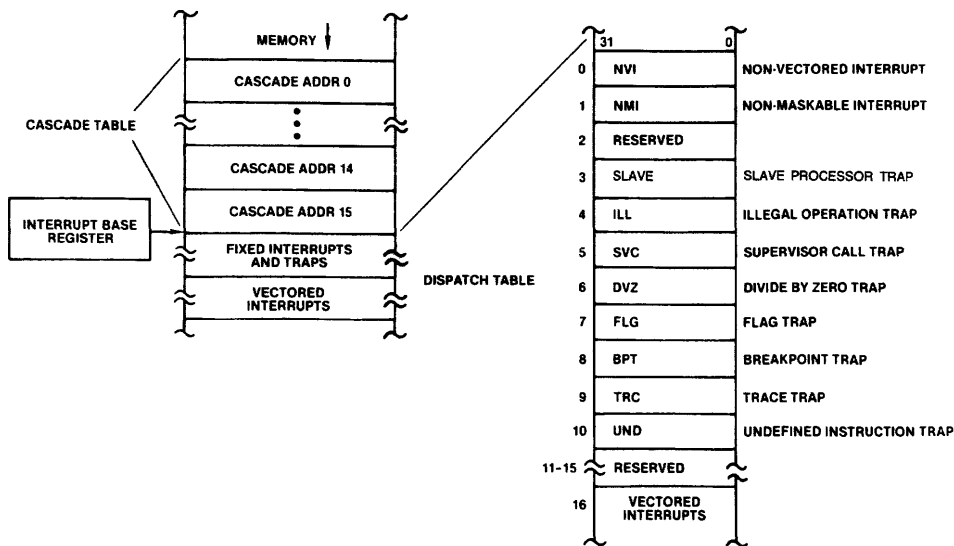 MEMORY
CASCADE ADDR 0
CASCADE TABLE
CASCADE ADDR 14
CASCADE ADDR 15
INTERRUPT BASE
REGISTER
FIXED INTERRUPTS
AND TRAPS
DISPATCH TABLE
VECTORED
INTERRUPTS
31 0
0 NVI NON-VECTORED INTERRUPT
1 NMI NON-MASKABLE INTERRUPT
2 RESERVED
3 SLAVE SLAVE PROCESSOR TRAP
4 ILL ILLEGAL OPERATION TRAP
5 SVC SUPERVISOR CALL TRAP
6 DVZ DIVIDE BY ZERO TRAP
7 FLG FLAG TRAP
8 BPT BREAKPOINT TRAP
9 TRC TRACE TRAP
10 UND UNDEFINED INSTRUCTION TRAP
11-15 RESERVED
16 VECTORED
INTERRUPTS